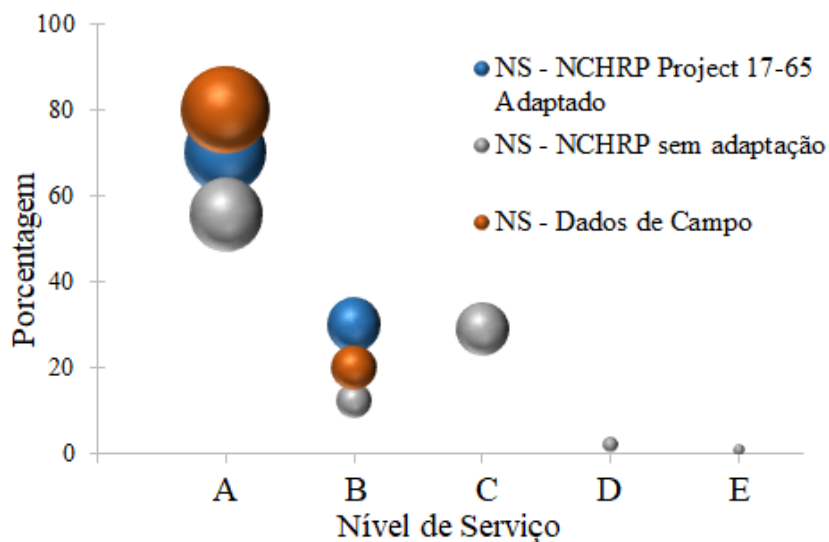 100
80
60
40
20
0
Porcentagem
NS - NCHRP Project 17-65
Adaptado
NS - NCHRP sem adaptação
NS - Dados de Campo
A
B
C
D
E
Nível de Serviço